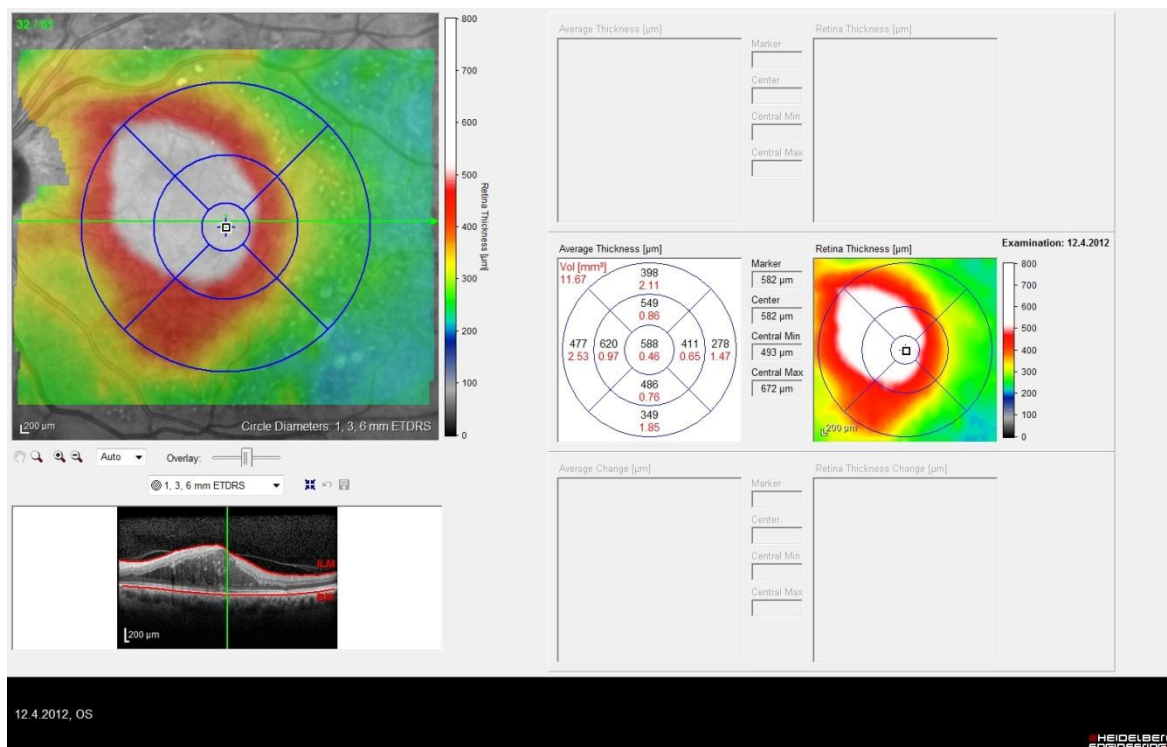 32 / 61
800
700
600
500
400
300
200
100
0
Retina Thickness [µm]
200 µm
Circle Diameters: 1, 3, 6 mm ETDRS
Auto
Overlay:
1, 3, 6 mm ETDRS
ILM
200 µm
Average Thickness [µm]
Marker
Center
Central Min
Central Max
Retina Thickness [µm]
Examination: 12.4.2012
Average Thickness [µm]
Vol [mm³]
11.67
398
2.11
549
0.86
477 620 588 411 278
2.53 0.97 0.46 0.65 1.47
486
0.76
349
1.85
Marker
582 µm
Center
582 µm
Central Min
493 µm
Central Max
672 µm
Retina Thickness [µm]
200 µm
800
700
600
500
400
300
200
100
0
Average Change [µm]
Marker
Center
Central Min
Central Max
Retina Thickness Change [µm]
12.4.2012, OS
HEIDELBERG
ENGINEERING